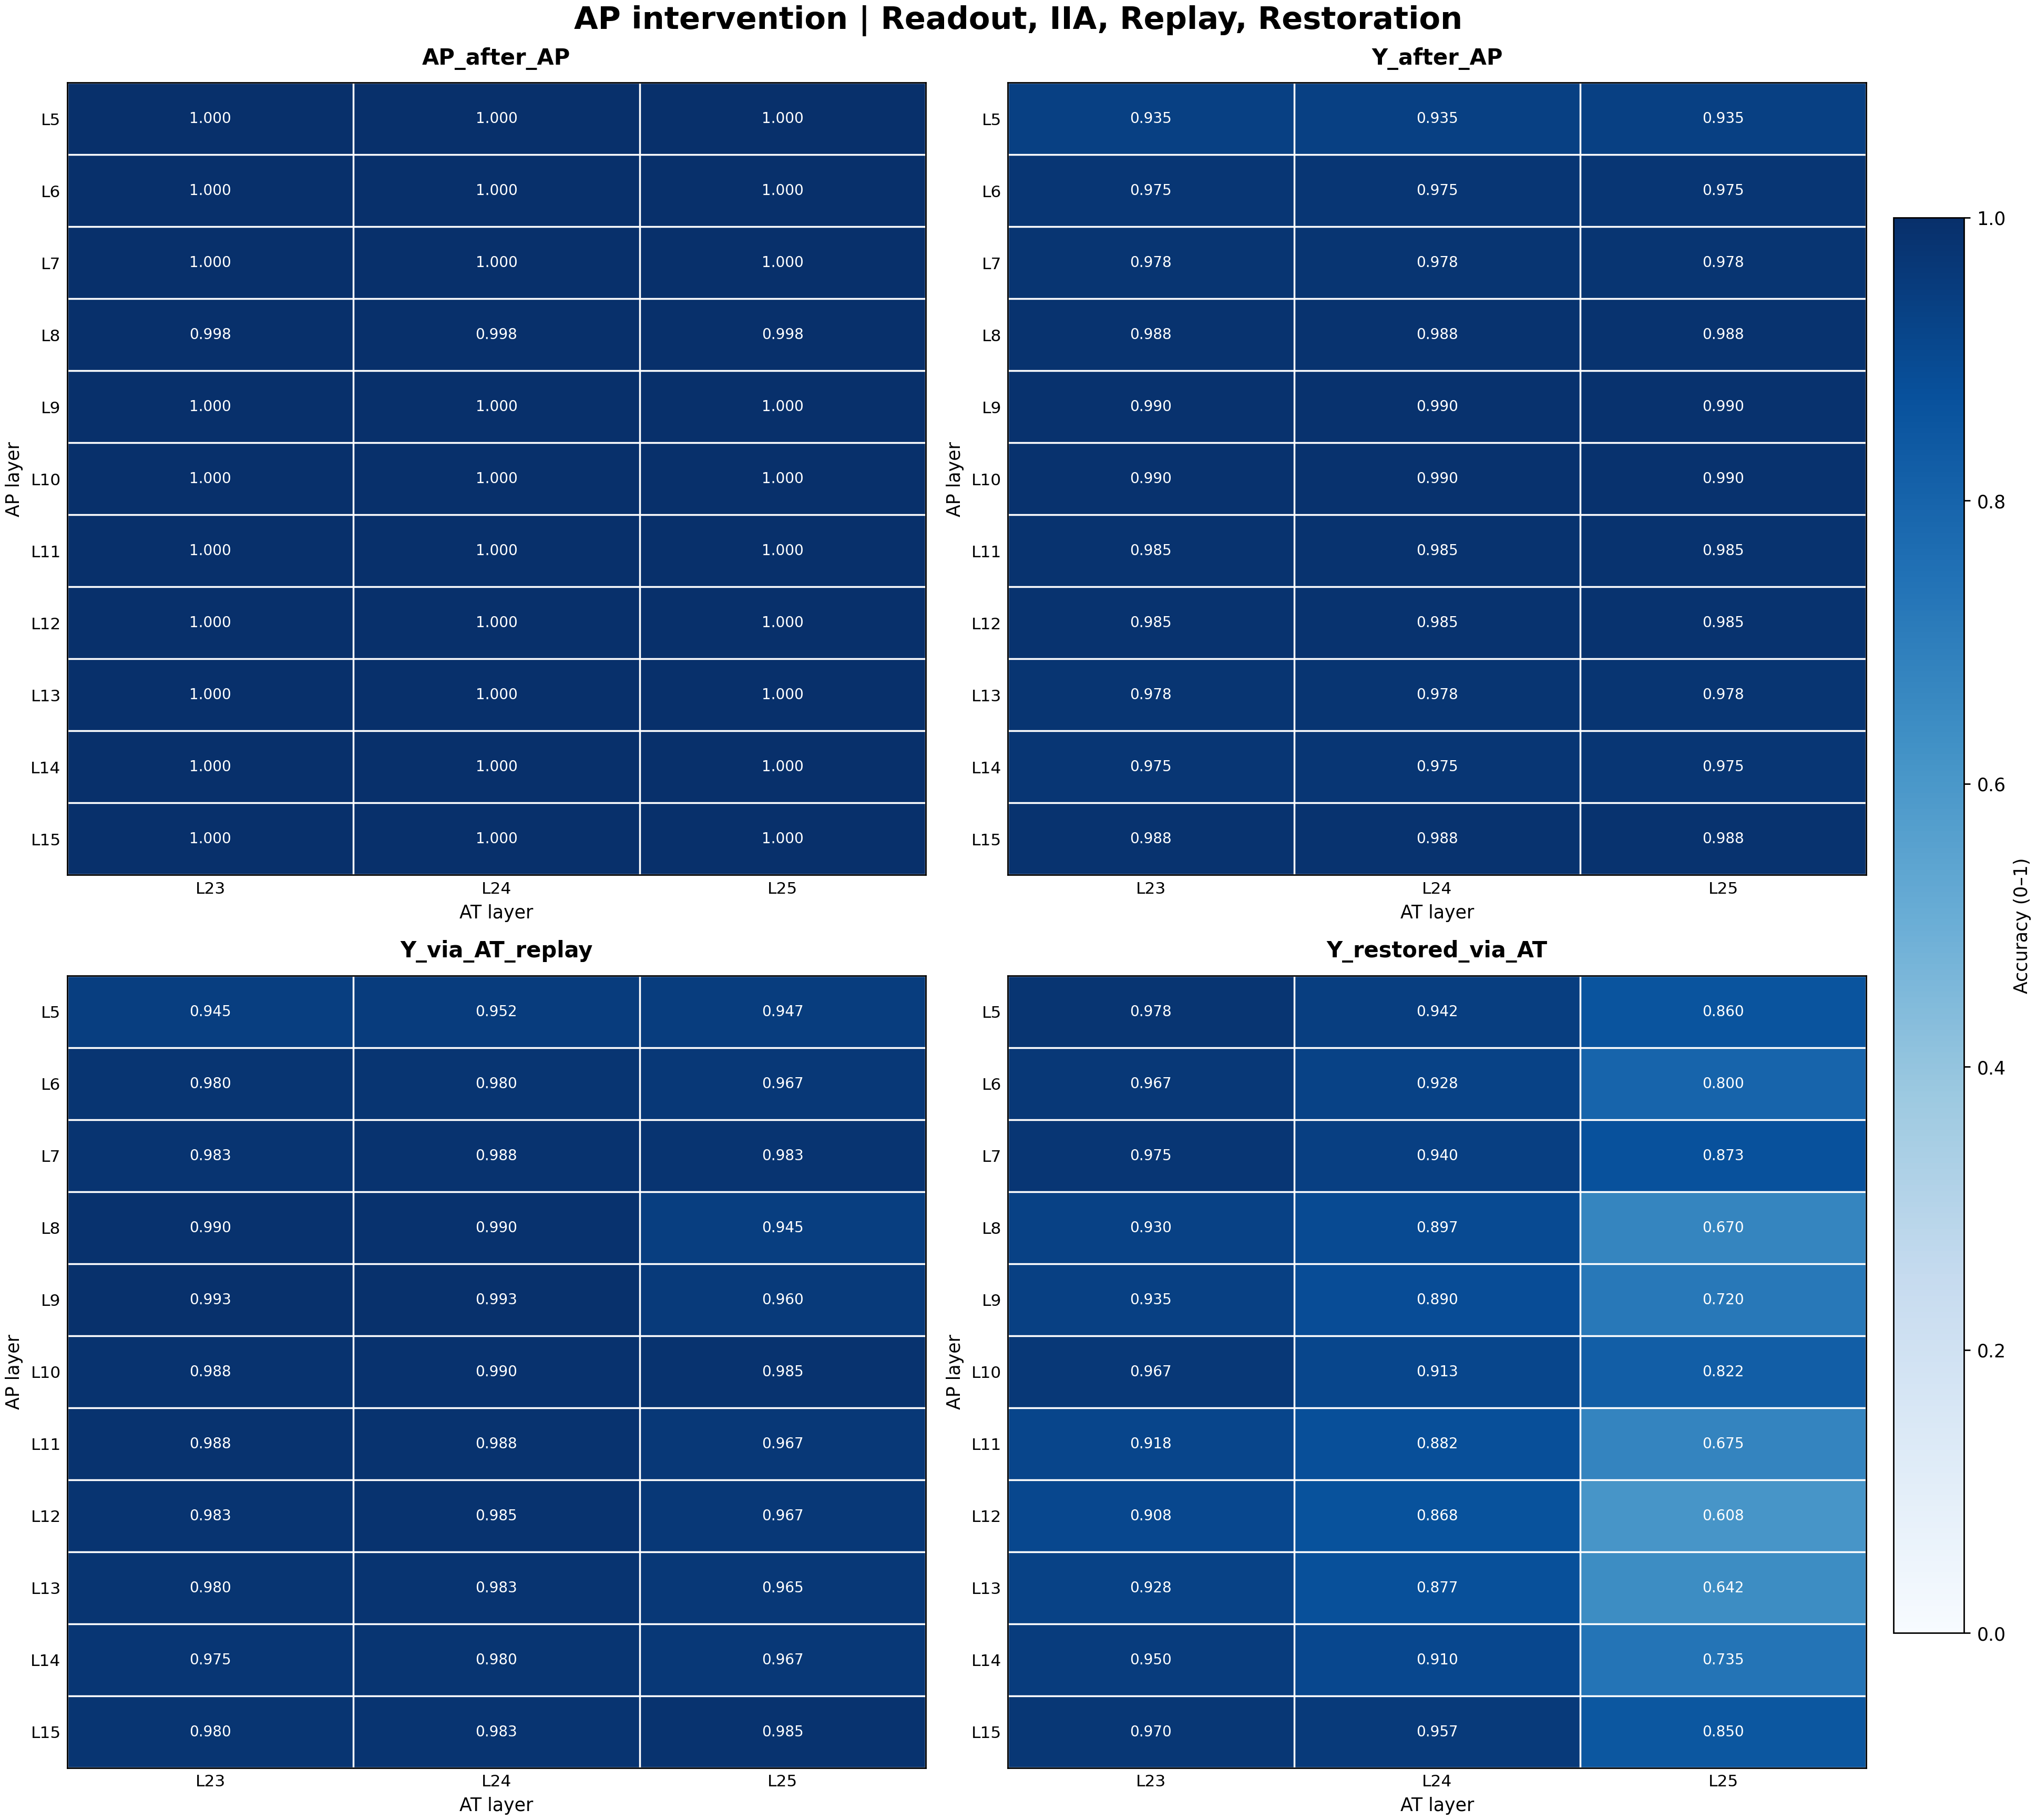 AP intervention | Readout, IIA, Replay, Restoration
AP_after_AP
AP layer
L5 1.000 1.000 1.000
L6 1.000 1.000 1.000
L7 1.000 1.000 1.000
L8 0.998 0.998 0.998
L9 1.000 1.000 1.000
L10 1.000 1.000 1.000
L11 1.000 1.000 1.000
L12 1.000 1.000 1.000
L13 1.000 1.000 1.000
L14 1.000 1.000 1.000
L15 1.000 1.000 1.000
L23 L24 L25
AT layer
Y_after_AP
AP layer
L5 0.935 0.935 0.935
L6 0.975 0.975 0.975
L7 0.978 0.978 0.978
L8 0.988 0.988 0.988
L9 0.990 0.990 0.990
L10 0.990 0.990 0.990
L11 0.985 0.985 0.985
L12 0.985 0.985 0.985
L13 0.978 0.978 0.978
L14 0.975 0.975 0.975
L15 0.988 0.988 0.988
L23 L24 L25
AT layer
Y_via_AT_replay
AP layer
L5 0.945 0.952 0.947
L6 0.980 0.980 0.967
L7 0.983 0.988 0.983
L8 0.990 0.990 0.945
L9 0.993 0.993 0.960
L10 0.988 0.990 0.985
L11 0.988 0.988 0.967
L12 0.983 0.985 0.967
L13 0.980 0.983 0.965
L14 0.975 0.980 0.967
L15 0.980 0.983 0.985
L23 L24 L25
AT layer
Y_restored_via_AT
AP layer
L5 0.978 0.942 0.860
L6 0.967 0.928 0.800
L7 0.975 0.940 0.873
L8 0.930 0.897 0.670
L9 0.935 0.890 0.720
L10 0.967 0.913 0.822
L11 0.918 0.882 0.675
L12 0.908 0.868 0.608
L13 0.928 0.877 0.642
L14 0.950 0.910 0.735
L15 0.970 0.957 0.850
L23 L24 L25
AT layer
1.0
0.8
0.6
0.4
0.2
0.0
Accuracy (0–1)